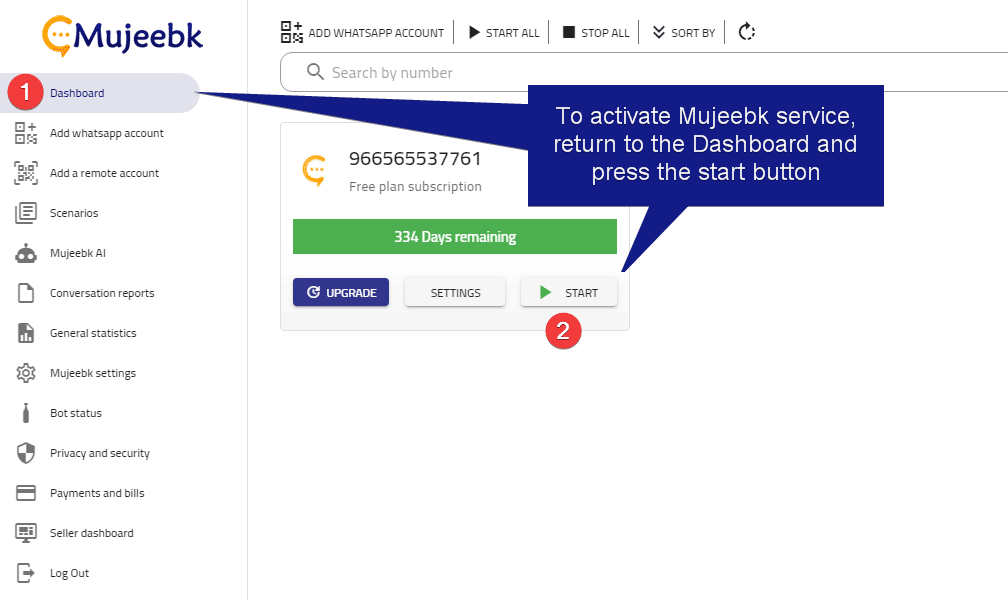 Mujeebk
ADD WHATSAPP ACCOUNT
START ALL
STOP ALL
SORT BY
Search by number
1
Dashboard
Add whatsapp account
Add a remote account
Scenarios
Mujeebk AI
Conversation reports
General statistics
Mujeebk settings
Bot status
Privacy and security
Payments and bills
Seller dashboard
Log Out
To activate Mujeebk service,
return to the Dashboard and
press the start button
966565537761
Free plan subscription
334 Days remaining
UPGRADE
SETTINGS
START
2